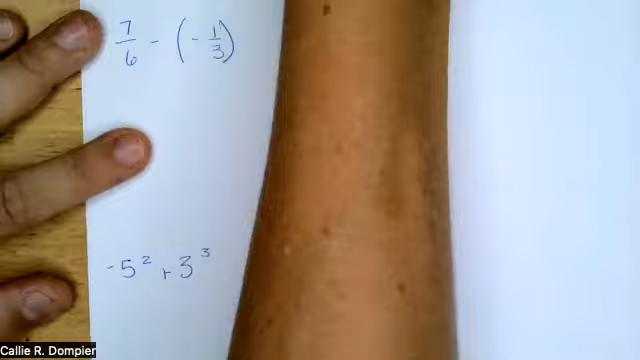 7/6 - (-1/3)
-5² + 3³
Callie R. Dompier